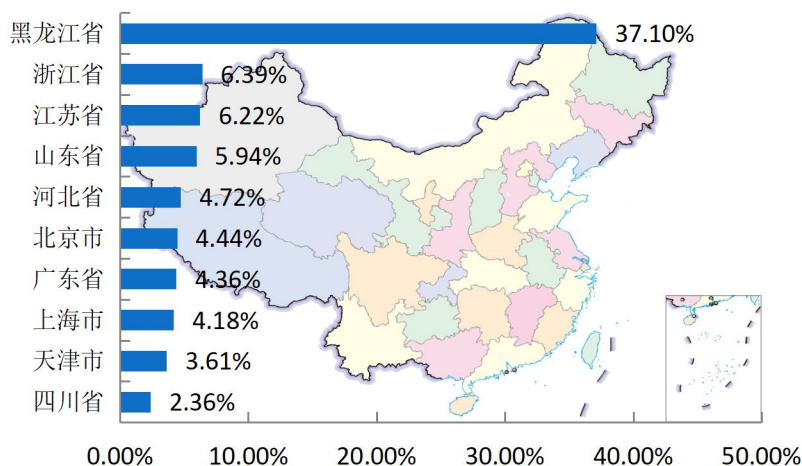 黑龙江省 37.10%
浙江省 6.39%
江苏省 6.22%
山东省 5.94%
河北省 4.72%
北京市 4.44%
广东省 4.36%
上海市 4.18%
天津市 3.61%
四川省 2.36%
0.00% 10.00% 20.00% 30.00% 40.00% 50.00%